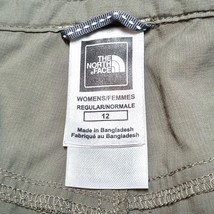 THE
NORTH
FACE
WOMENS/FEMMES
REGULAR/NORMALE
12
Made in Bangladesh
Fabriqué au Bangladesh